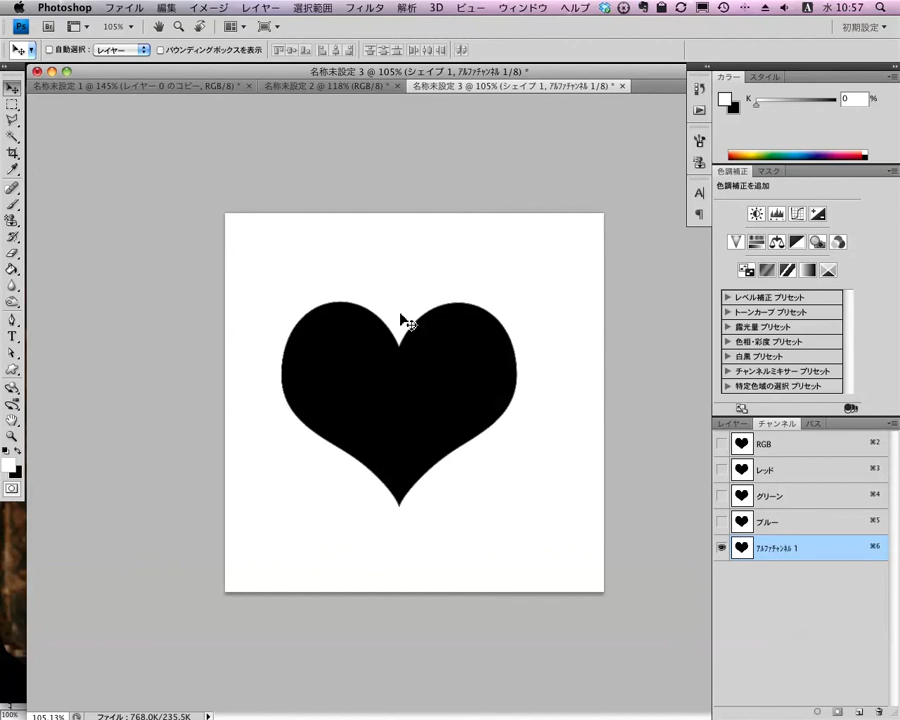 Photoshop ファイル 編集 イメージ レイヤー 選択範囲 フィルタ 解析 3D ビュー ウィンドウ ヘルプ 水 10:57
Ps Br 105% 初期設定
自動選択： レイヤー バウンディングボックスを表示
名称未設定 3 @ 105% (シェイプ 1, ｱﾙﾌｧﾁｬﾝﾈﾙ 1/8) *
名称未設定 1 @ 145% (レイヤー 0 のコピー, RGB/8) * × 名称未設定 2 @ 118% (RGB/8) * × 名称未設定 3 @ 105% (シェイプ 1, ｱﾙﾌｧﾁｬﾝﾈﾙ 1/8) * ×
カラー スタイル
K 0 %
色調補正 マスク
色調補正を追加
レベル補正 プリセット
トーンカーブ プリセット
露光量 プリセット
色相・彩度 プリセット
白黒 プリセット
チャンネルミキサー プリセット
特定色域の選択 プリセット
レイヤー チャンネル パス
RGB ⌘2
レッド ⌘3
グリーン ⌘4
ブルー ⌘5
ｱﾙﾌｧﾁｬﾝﾈﾙ 1 ⌘6
100%
105.13% ファイル：768.0K/235.5K